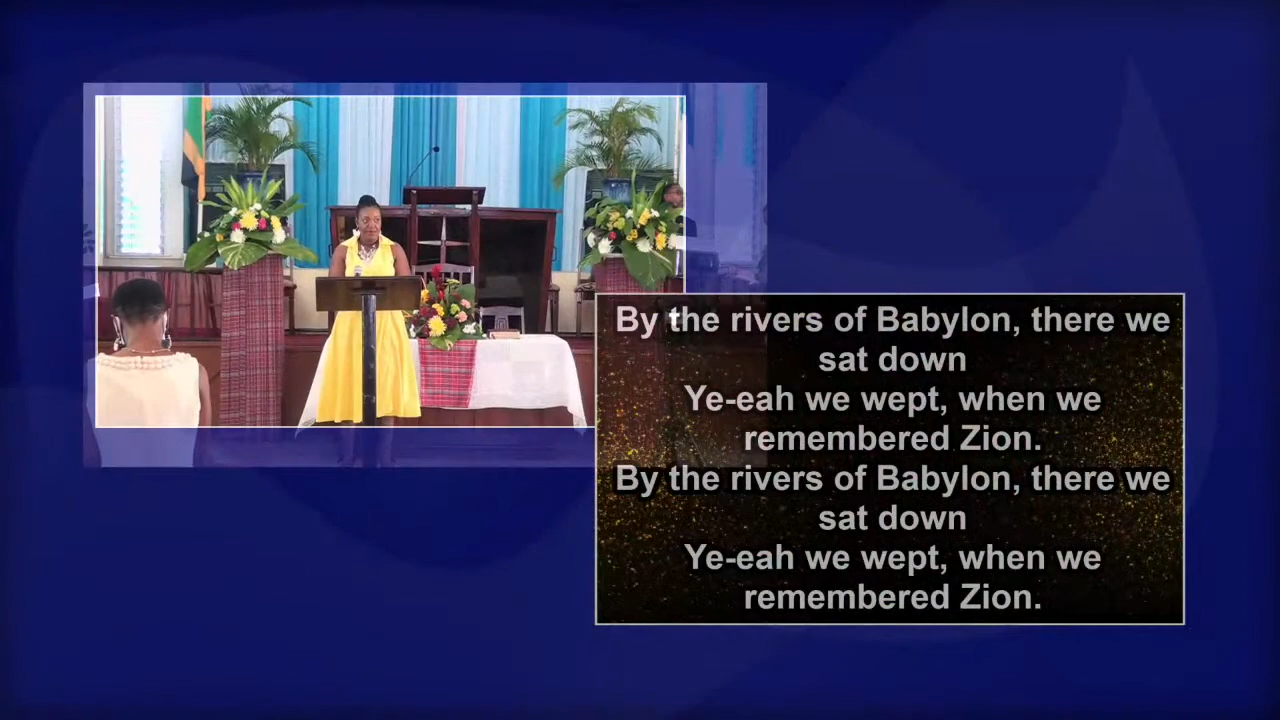 By the rivers of Babylon, there we
sat down
Ye-eah we wept, when we
remembered Zion.
By the rivers of Babylon, there we
sat down
Ye-eah we wept, when we
remembered Zion.